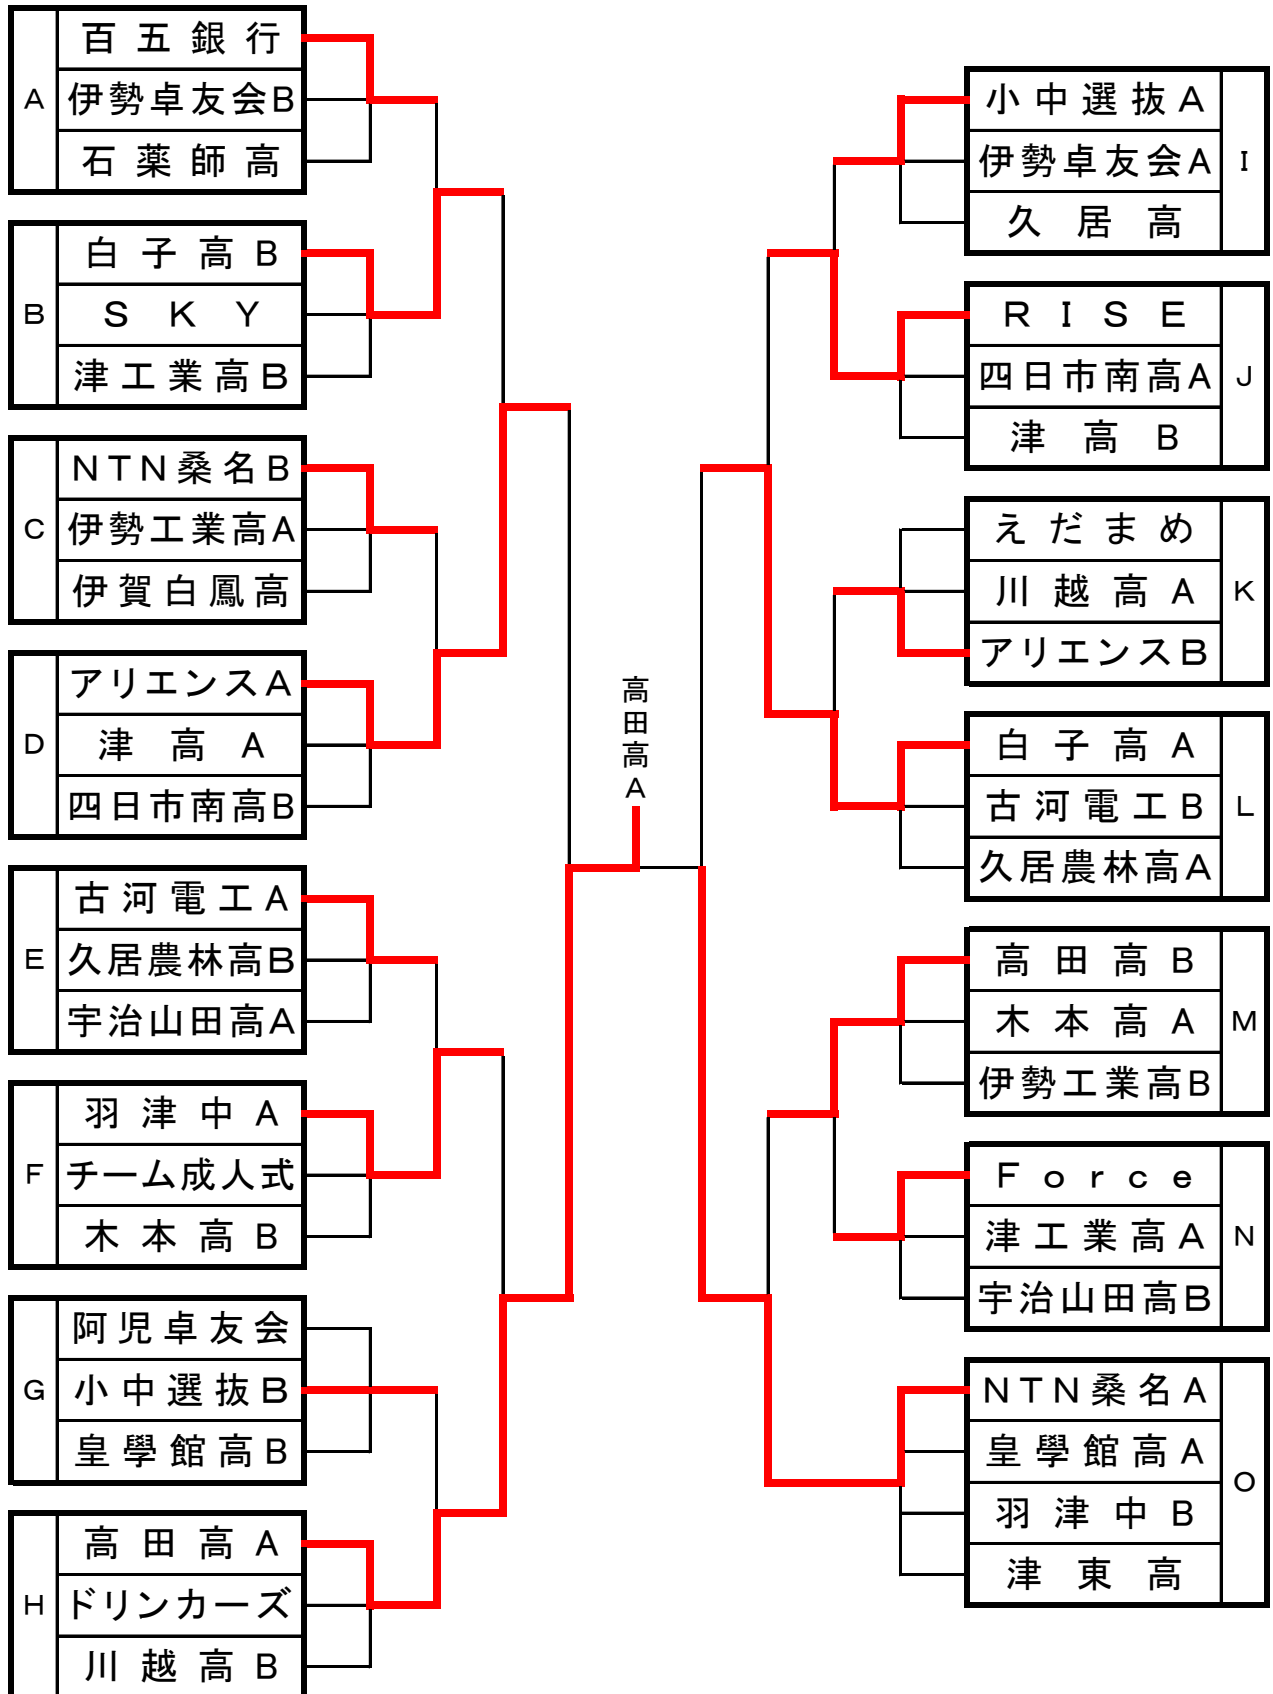 A
百五銀行
伊勢卓友会B
石薬師高
B
白子高B
SKY
津工業高B
C
NTN桑名B
伊勢工業高A
伊賀白鳳高
D
アリエンスA
津高A
四日市南高B
E
古河電工A
久居農林高B
宇治山田高A
F
羽津中A
チーム成人式
木本高B
G
阿児卓友会
小中選抜B
皇學館高B
H
高田高A
ドリンカーズ
川越高B
高田高A
小中選抜A
伊勢卓友会A
久居高
I
RISE
四日市南高A
津高B
J
えだまめ
川越高A
アリエンスB
K
白子高A
古河電工B
久居農林高A
L
高田高B
木本高A
伊勢工業高B
M
Force
津工業高A
宇治山田高B
N
NTN桑名A
皇學館高A
羽津中B
津東高
O